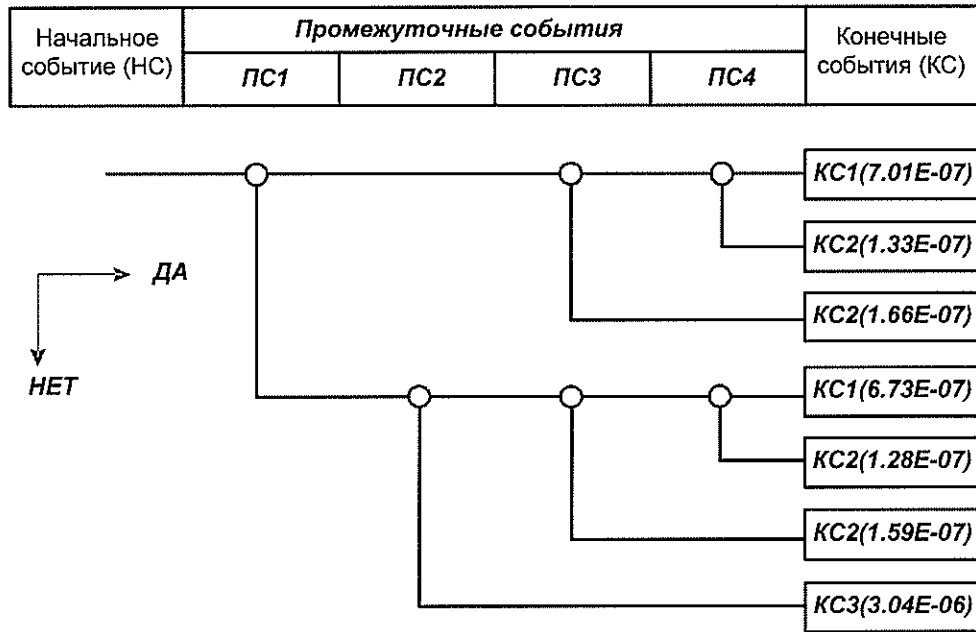 Начальное
событие (НС)
Промежуточные события
ПС1
ПС2
ПС3
ПС4
Конечные
события (КС)
КС1(7.01E-07)
КС2(1.33E-07)
ДА
КС2(1.66E-07)
НЕТ
КС1(6.73E-07)
КС2(1.28E-07)
КС2(1.59E-07)
КС3(3.04E-06)